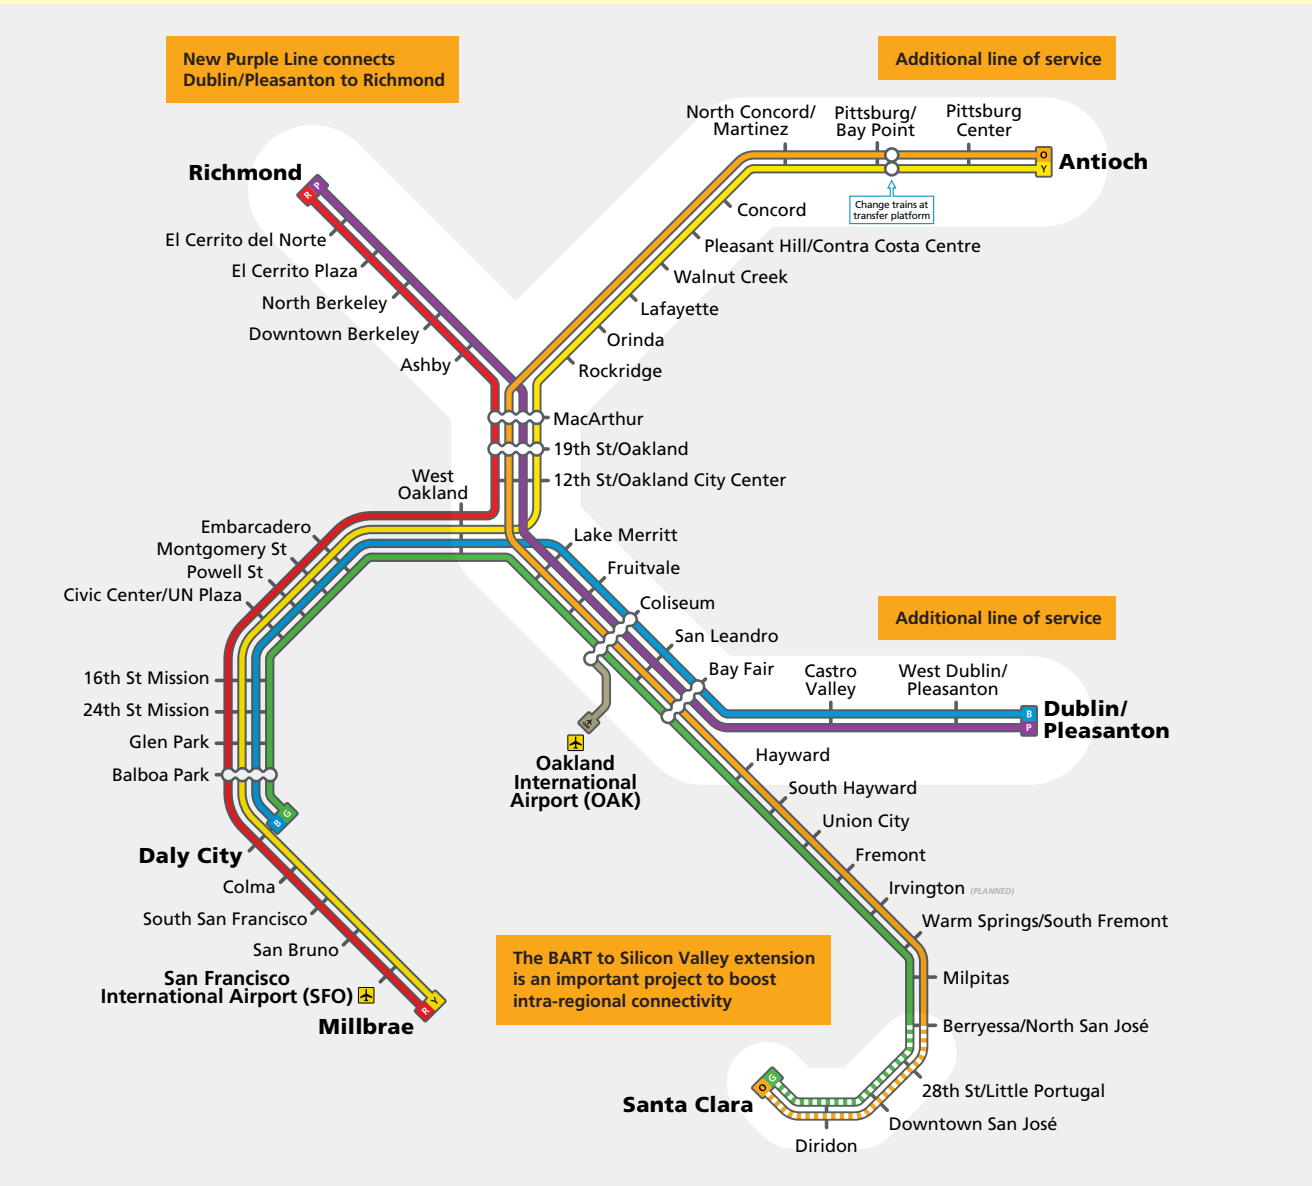 New Purple Line connects
Dublin/Pleasanton to Richmond
Additional line of service
North Concord/
Martinez
Pittsburg/
Bay Point
Pittsburg
Center
O
Y
Antioch
Change trains at
transfer platform
Richmond
P
R
Concord
El Cerrito del Norte
Pleasant Hill/Contra Costa Centre
El Cerrito Plaza
Walnut Creek
North Berkeley
Lafayette
Downtown Berkeley
Orinda
Ashby
Rockridge
MacArthur
19th St/Oakland
12th St/Oakland City Center
West
Oakland
Embarcadero
Lake Merritt
Montgomery St
Powell St
Fruitvale
Civic Center/UN Plaza
Coliseum
Additional line of service
San Leandro
Bay Fair
Castro
Valley
West Dublin/
Pleasanton
B
P
Dublin/
Pleasanton
16th St Mission
24th St Mission
Glen Park
Balboa Park
G
B
Oakland
International
Airport (OAK)
Hayward
South Hayward
Union City
Daly City
Fremont
Colma
Irvington (PLANNED)
South San Francisco
Warm Springs/South Fremont
San Bruno
San Francisco
International Airport (SFO)
Y
R
Millbrae
The BART to Silicon Valley extension
is an important project to boost
intra-regional connectivity
Milpitas
Berryessa/North San José
G
O
Santa Clara
28th St/Little Portugal
Downtown San José
Diridon